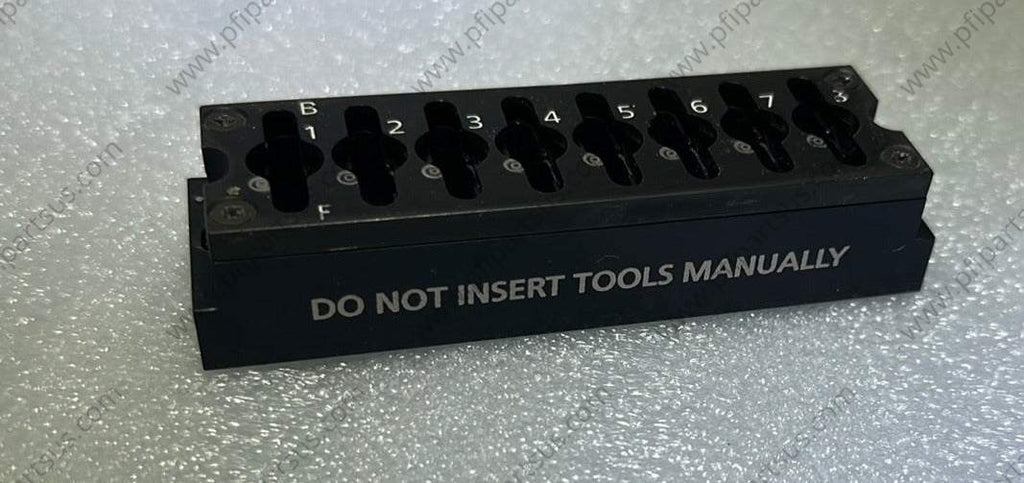 B
1 2 3 4 5 6 7 8
F
DO NOT INSERT TOOLS MANUALLY
www.pfipartsus.com